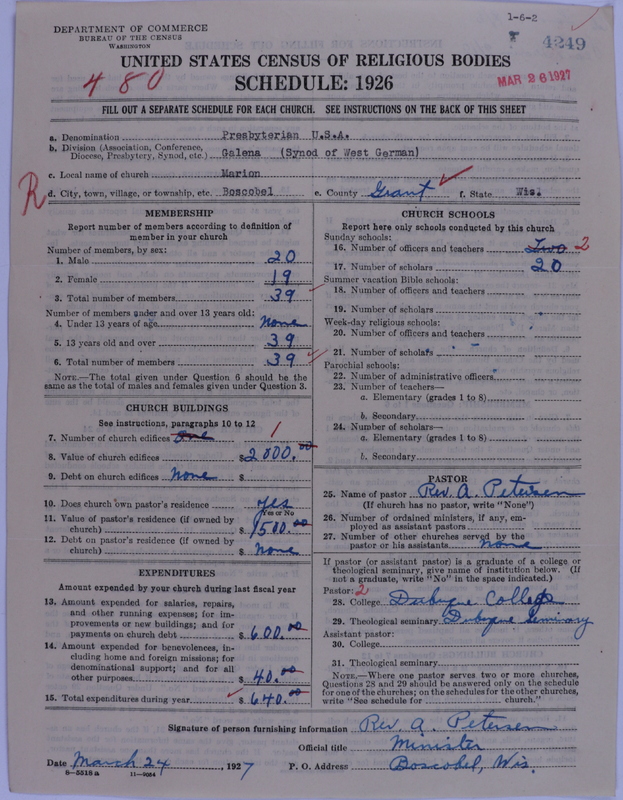 1-6-2
DEPARTMENT OF COMMERCE
BUREAU OF THE CENSUS
WASHINGTON
4249
UNITED STATES CENSUS OF RELIGIOUS BODIES
480
SCHEDULE: 1926
MAR 26 1927
FILL OUT A SEPARATE SCHEDULE FOR EACH CHURCH. SEE INSTRUCTIONS ON THE BACK OF THIS SHEET
a. Denomination Presbyterian U.S.A.
b. Division (Association, Conference, Diocese, Presbytery, Synod, etc.) Galena (Synod of West German)
c. Local name of church Marion
R
d. City, town, village, or township, etc. Boscobel e. County Grant f. State Wis.
MEMBERSHIP
Report number of members according to definition of
member in your church
Number of members, by sex:
1. Male 20
2. Female 19
3. Total number of members 39
Number of members under and over 13 years old:
4. Under 13 years of age None
5. 13 years old and over 39
6. Total number of members 39
NOTE.—The total given under Question 6 should be the
same as the total of males and females given under Question 3.
CHURCH BUILDINGS
See instructions, paragraphs 10 to 12
7. Number of church edifices one 1
8. Value of church edifices $2000.00
9. Debt on church edifices None $
10. Does church own pastor's residence yes
Yes or No
11. Value of pastor's residence (if owned by
church) $1500.00
12. Debt on pastor's residence (if owned by
church) $ None
EXPENDITURES
Amount expended by your church during last fiscal year
13. Amount expended for salaries, repairs,
and other running expenses; for im-
provements or new buildings; and for
payments on church debt $600.00
14. Amount expended for benevolences, in-
cluding home and foreign missions; for
denominational support; and for all
other purposes $40.00
15. Total expenditures during year $640.00
CHURCH SCHOOLS
Report here only schools conducted by this church
Sunday schools:
16. Number of officers and teachers Two 2
17. Number of scholars 20
Summer vacation Bible schools:
18. Number of officers and teachers
19. Number of scholars
Week-day religious schools:
20. Number of officers and teachers
21. Number of scholars
Parochial schools:
22. Number of administrative officers
23. Number of teachers—
a. Elementary (grades 1 to 8)
b. Secondary
24. Number of scholars—
a. Elementary (grades 1 to 8)
b. Secondary
PASTOR
25. Name of pastor Rev. A. Petersen
(If church has no pastor, write "None")
26. Number of ordained ministers, if any, em-
ployed as assistant pastors
27. Number of other churches served by the
pastor or his assistants none
If pastor (or assistant pastor) is a graduate of a college or
theological seminary, give name of institution below. (If
not a graduate, write "No" in the space indicated.)
Pastor: 2
28. College Dubuque College
29. Theological seminary Dubuque Seminary
Assistant pastor:
30. College
31. Theological seminary
NOTE.—Where one pastor serves two or more churches,
Questions 28 and 29 should be answered only on the schedule
for one of the churches; on the schedules for the other churches,
write "See schedule for church."
Signature of person furnishing information Rev A. Petersen
Official title Minister
Date March 24, 1927 P. O. Address Boscobel, Wis.
8-5518a 11-9054